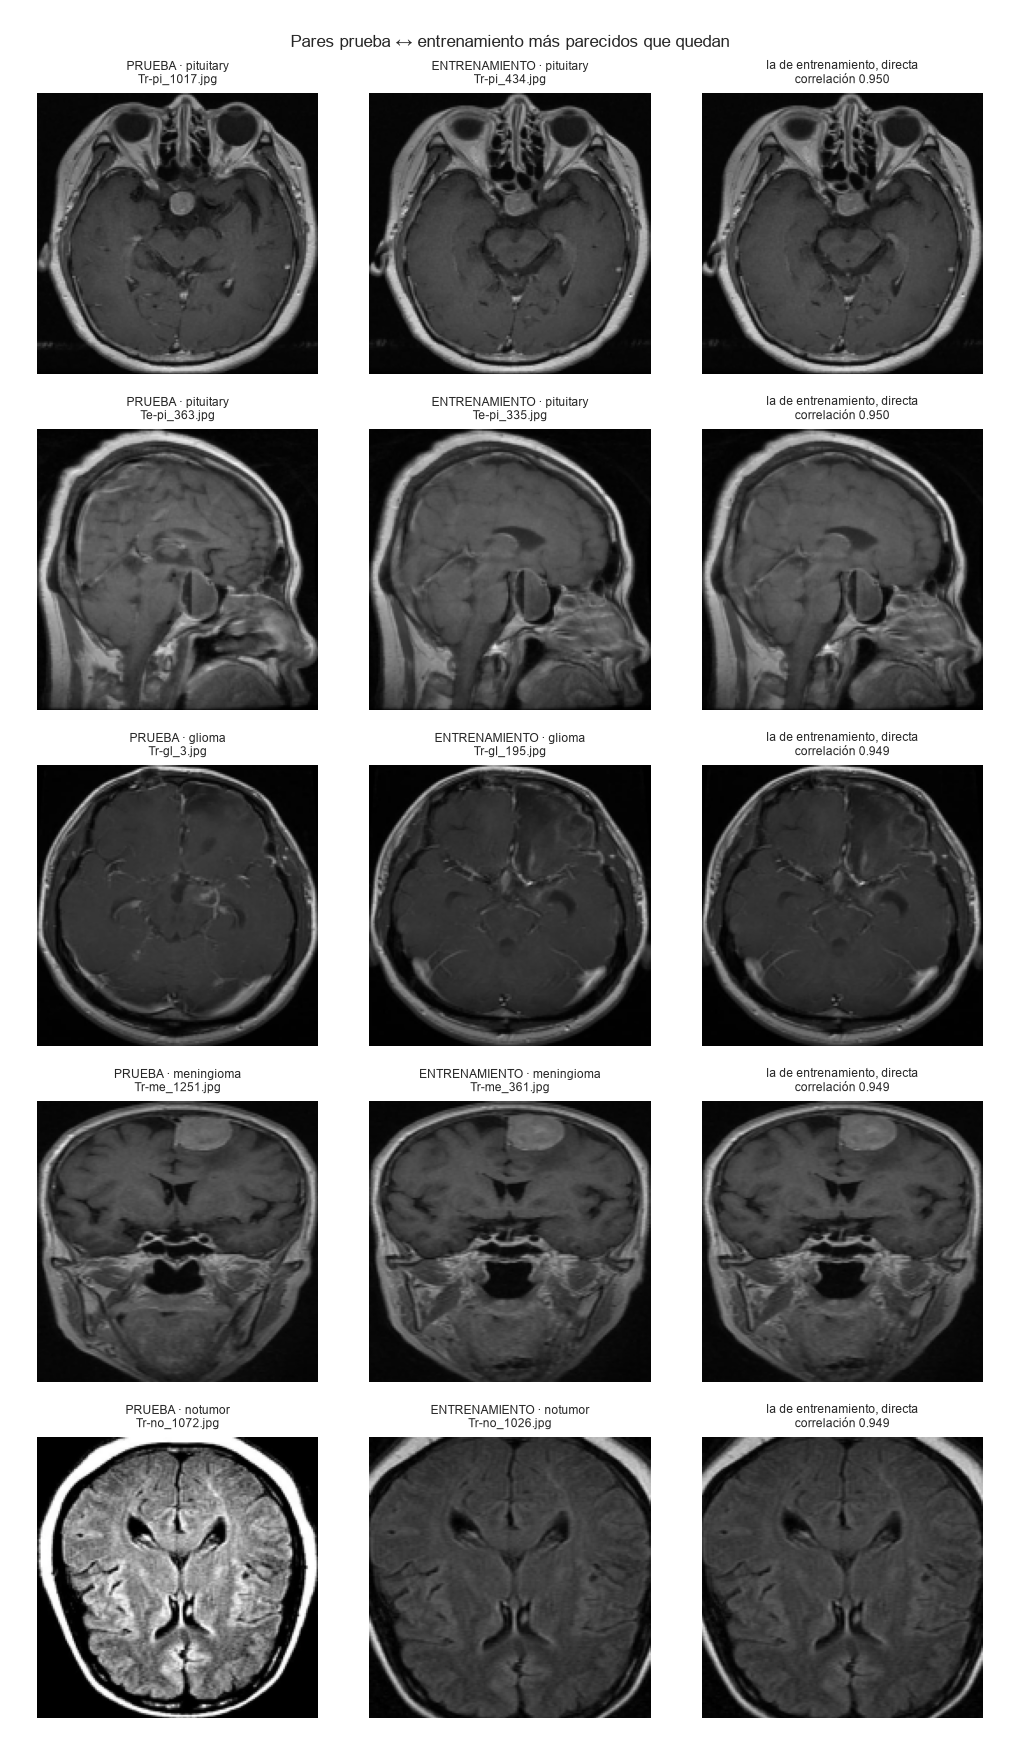 Pares prueba ↔ entrenamiento más parecidos que quedan
PRUEBA · pituitary
Tr-pi_1017.jpg
ENTRENAMIENTO · pituitary
Tr-pi_434.jpg
la de entrenamiento, directa
correlación 0.950
PRUEBA · pituitary
Te-pi_363.jpg
ENTRENAMIENTO · pituitary
Te-pi_335.jpg
la de entrenamiento, directa
correlación 0.950
PRUEBA · glioma
Tr-gl_3.jpg
ENTRENAMIENTO · glioma
Tr-gl_195.jpg
la de entrenamiento, directa
correlación 0.949
PRUEBA · meningioma
Tr-me_1251.jpg
ENTRENAMIENTO · meningioma
Tr-me_361.jpg
la de entrenamiento, directa
correlación 0.949
PRUEBA · notumor
Tr-no_1072.jpg
ENTRENAMIENTO · notumor
Tr-no_1026.jpg
la de entrenamiento, directa
correlación 0.949